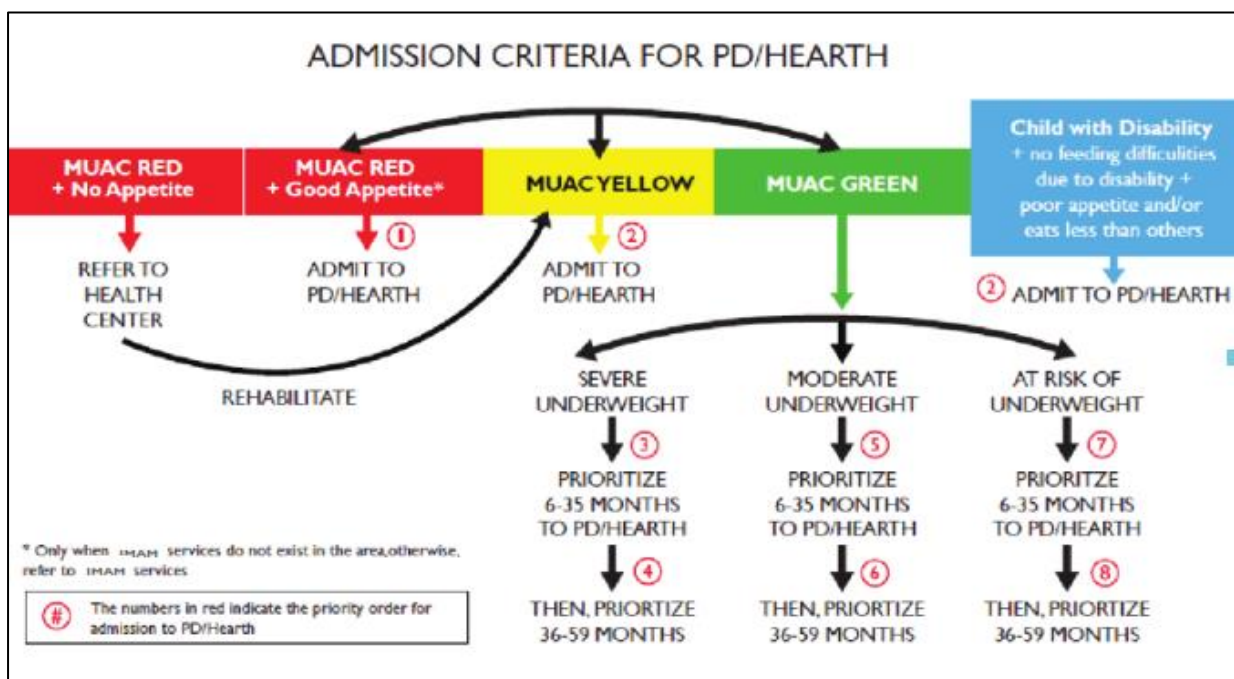 ADMISSION CRITERIA FOR PD/HEARTH
MUAC RED
+ No Appetite
MUAC RED
+ Good Appetite*
MUAC YELLOW
MUAC GREEN
Child with Disability
+ no feeding difficulties
due to disability +
poor appetite and/or
eats less than others
REFER TO
HEALTH
CENTER
1
ADMIT TO
PD/HEARTH
2
ADMIT TO
PD/HEARTH
2 ADMIT TO PD/HEARTH
REHABILITATE
SEVERE
UNDERWEIGHT
3
PRIORITIZE
6-35 MONTHS
TO PD/HEARTH
4
THEN, PRIORTIZE
36-59 MONTHS
MODERATE
UNDERWEIGHT
5
PRIORITIZE
6-35 MONTHS
TO PD/HEARTH
6
THEN, PRIORTIZE
36-59 MONTHS
AT RISK OF
UNDERWEIGHT
7
PRIORITZE
6-35 MONTHS
TO PD/HEARTH
8
THEN, PRIORTIZE
36-59 MONTHS
* Only when IMAM services do not exist in the area,otherwise,
refer to IMAM services
# The numbers in red indicate the priority order for
admission to PD/Hearth